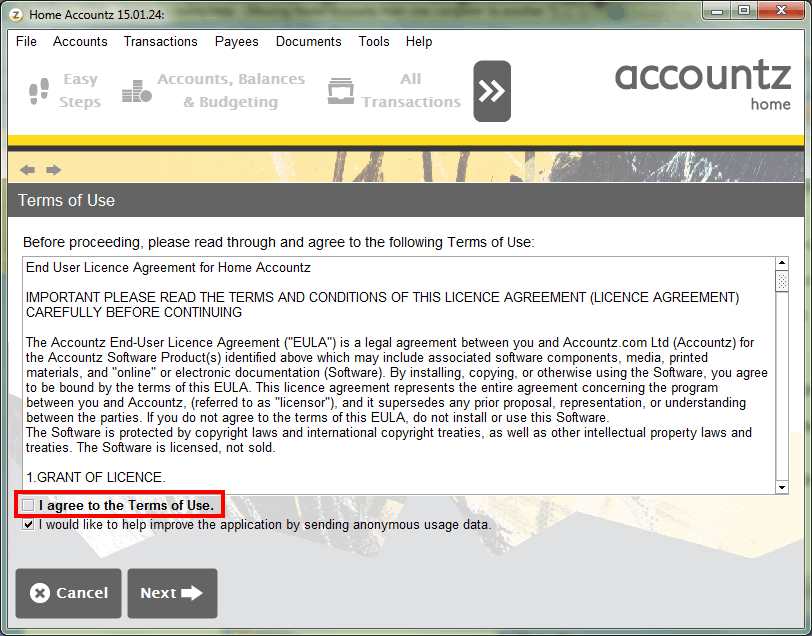 Home Accountz 15.01.24:
File Accounts Transactions Payees Documents Tools Help
Easy
Steps
Accounts, Balances
& Budgeting
All
Transactions
accountz
home
Terms of Use
Before proceeding, please read through and agree to the following Terms of Use:
End User Licence Agreement for Home Accountz
IMPORTANT PLEASE READ THE TERMS AND CONDITIONS OF THIS LICENCE AGREEMENT (LICENCE AGREEMENT)
CAREFULLY BEFORE CONTINUING
The Accountz End-User Licence Agreement ("EULA") is a legal agreement between you and Accountz.com Ltd (Accountz) for
the Accountz Software Product(s) identified above which may include associated software components, media, printed
materials, and "online" or electronic documentation (Software). By installing, copying, or otherwise using the Software, you agree
to be bound by the terms of this EULA. This licence agreement represents the entire agreement concerning the program
between you and Accountz, (referred to as "licensor"), and it supersedes any prior proposal, representation, or understanding
between the parties. If you do not agree to the terms of this EULA, do not install or use this Software.
The Software is protected by copyright laws and international copyright treaties, as well as other intellectual property laws and
treaties. The Software is licensed, not sold.
1.GRANT OF LICENCE.
I agree to the Terms of Use.
I would like to help improve the application by sending anonymous usage data.
Cancel
Next